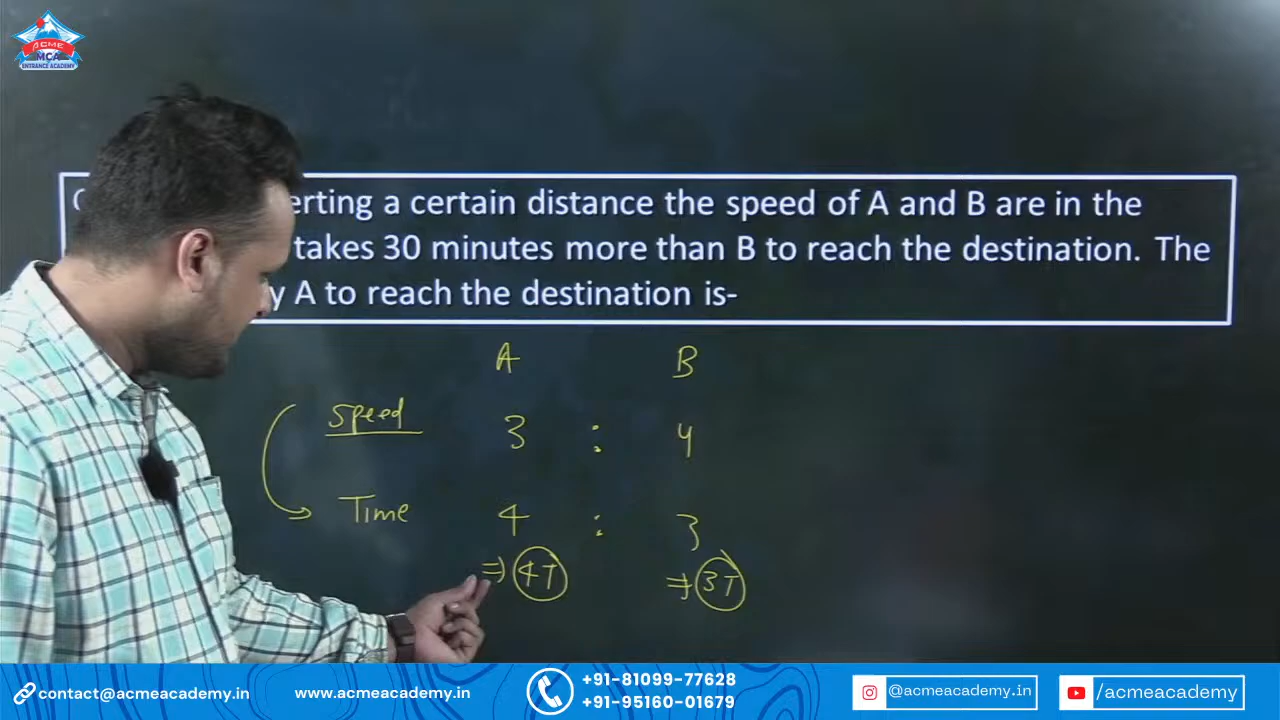 ACME
MCA
ENTRANCE ACADEMY
erting a certain distance the speed of A and B are in the
takes 30 minutes more than B to reach the destination. The
y A to reach the destination is-
A B
Speed 3 : 4
Time 4 : 3
⇒ 4T ⇒ 3T
contact@acmeacademy.in
www.acmeacademy.in
+91-81099-77628
+91-95160-01679
@acmeacademy.in
/acmeacademy